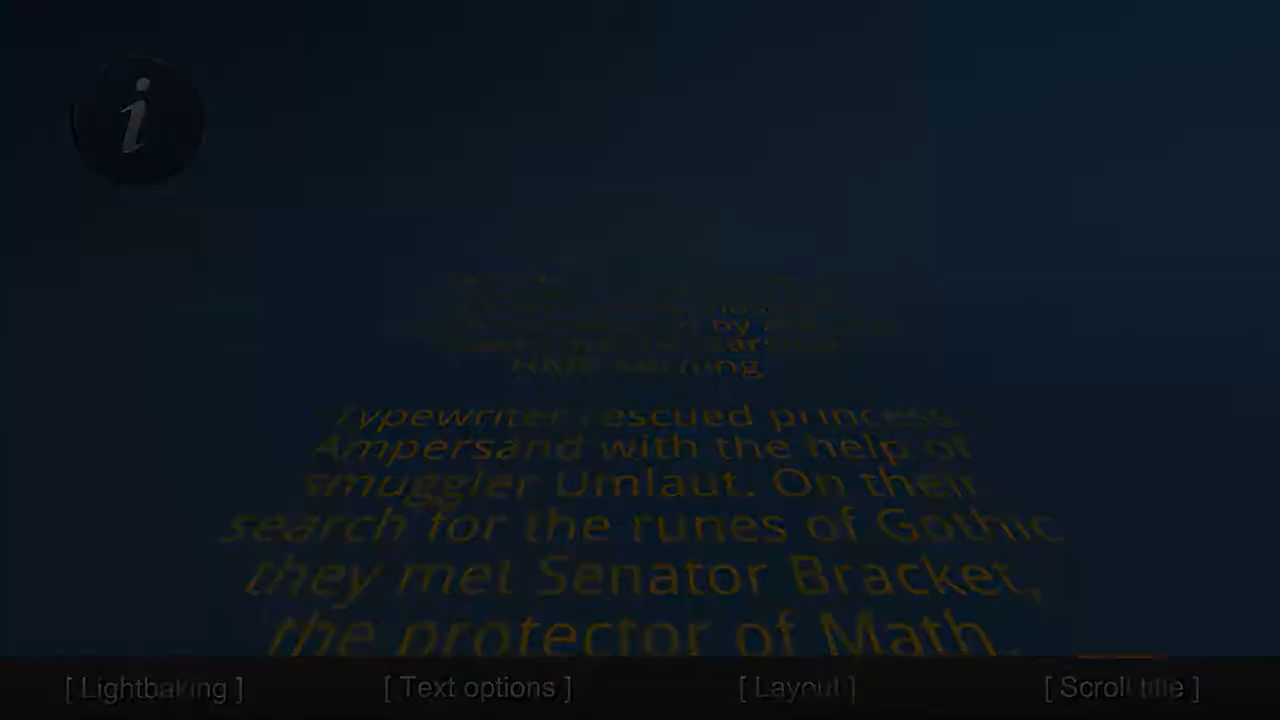 i
by
Typewriter rescued princess
Ampersand with the help of
smuggler Umlaut. On their
search for the runes of Gothic
they met Senator Bracket,
the protector of Math.
[ Lightbaking ] [ Text options ] [ Layout ] [ Scroll title ]